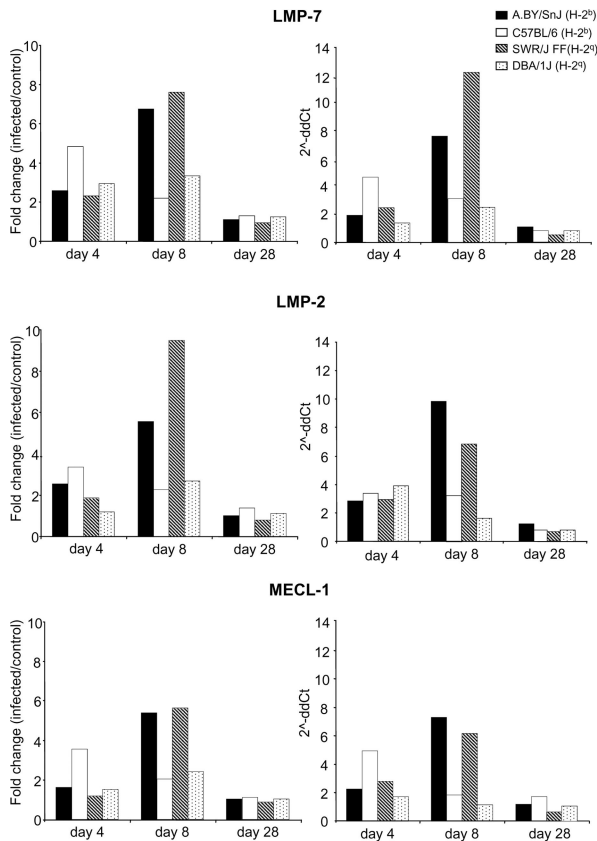 LMP-7
A.BY/SnJ (H-2ᵇ)
C57BL/6 (H-2ᵇ)
SWR/J FF(H-2q)
DBA/1J (H-2q)
Fold change (infected/control)
10
8
6
4
2
0
day 4 day 8 day 28
2^-ddCt
14
12
10
8
6
4
2
0
day 4 day 8 day 28
LMP-2
Fold change (infected/control)
10
8
6
4
2
0
day 4 day 8 day 28
2^-ddCt
14
12
10
8
6
4
2
0
day 4 day 8 day 28
MECL-1
Fold change (infected/control)
10
8
6
4
2
0
day 4 day 8 day 28
2^-ddCt
14
12
10
8
6
4
2
0
day 4 day 8 day 28